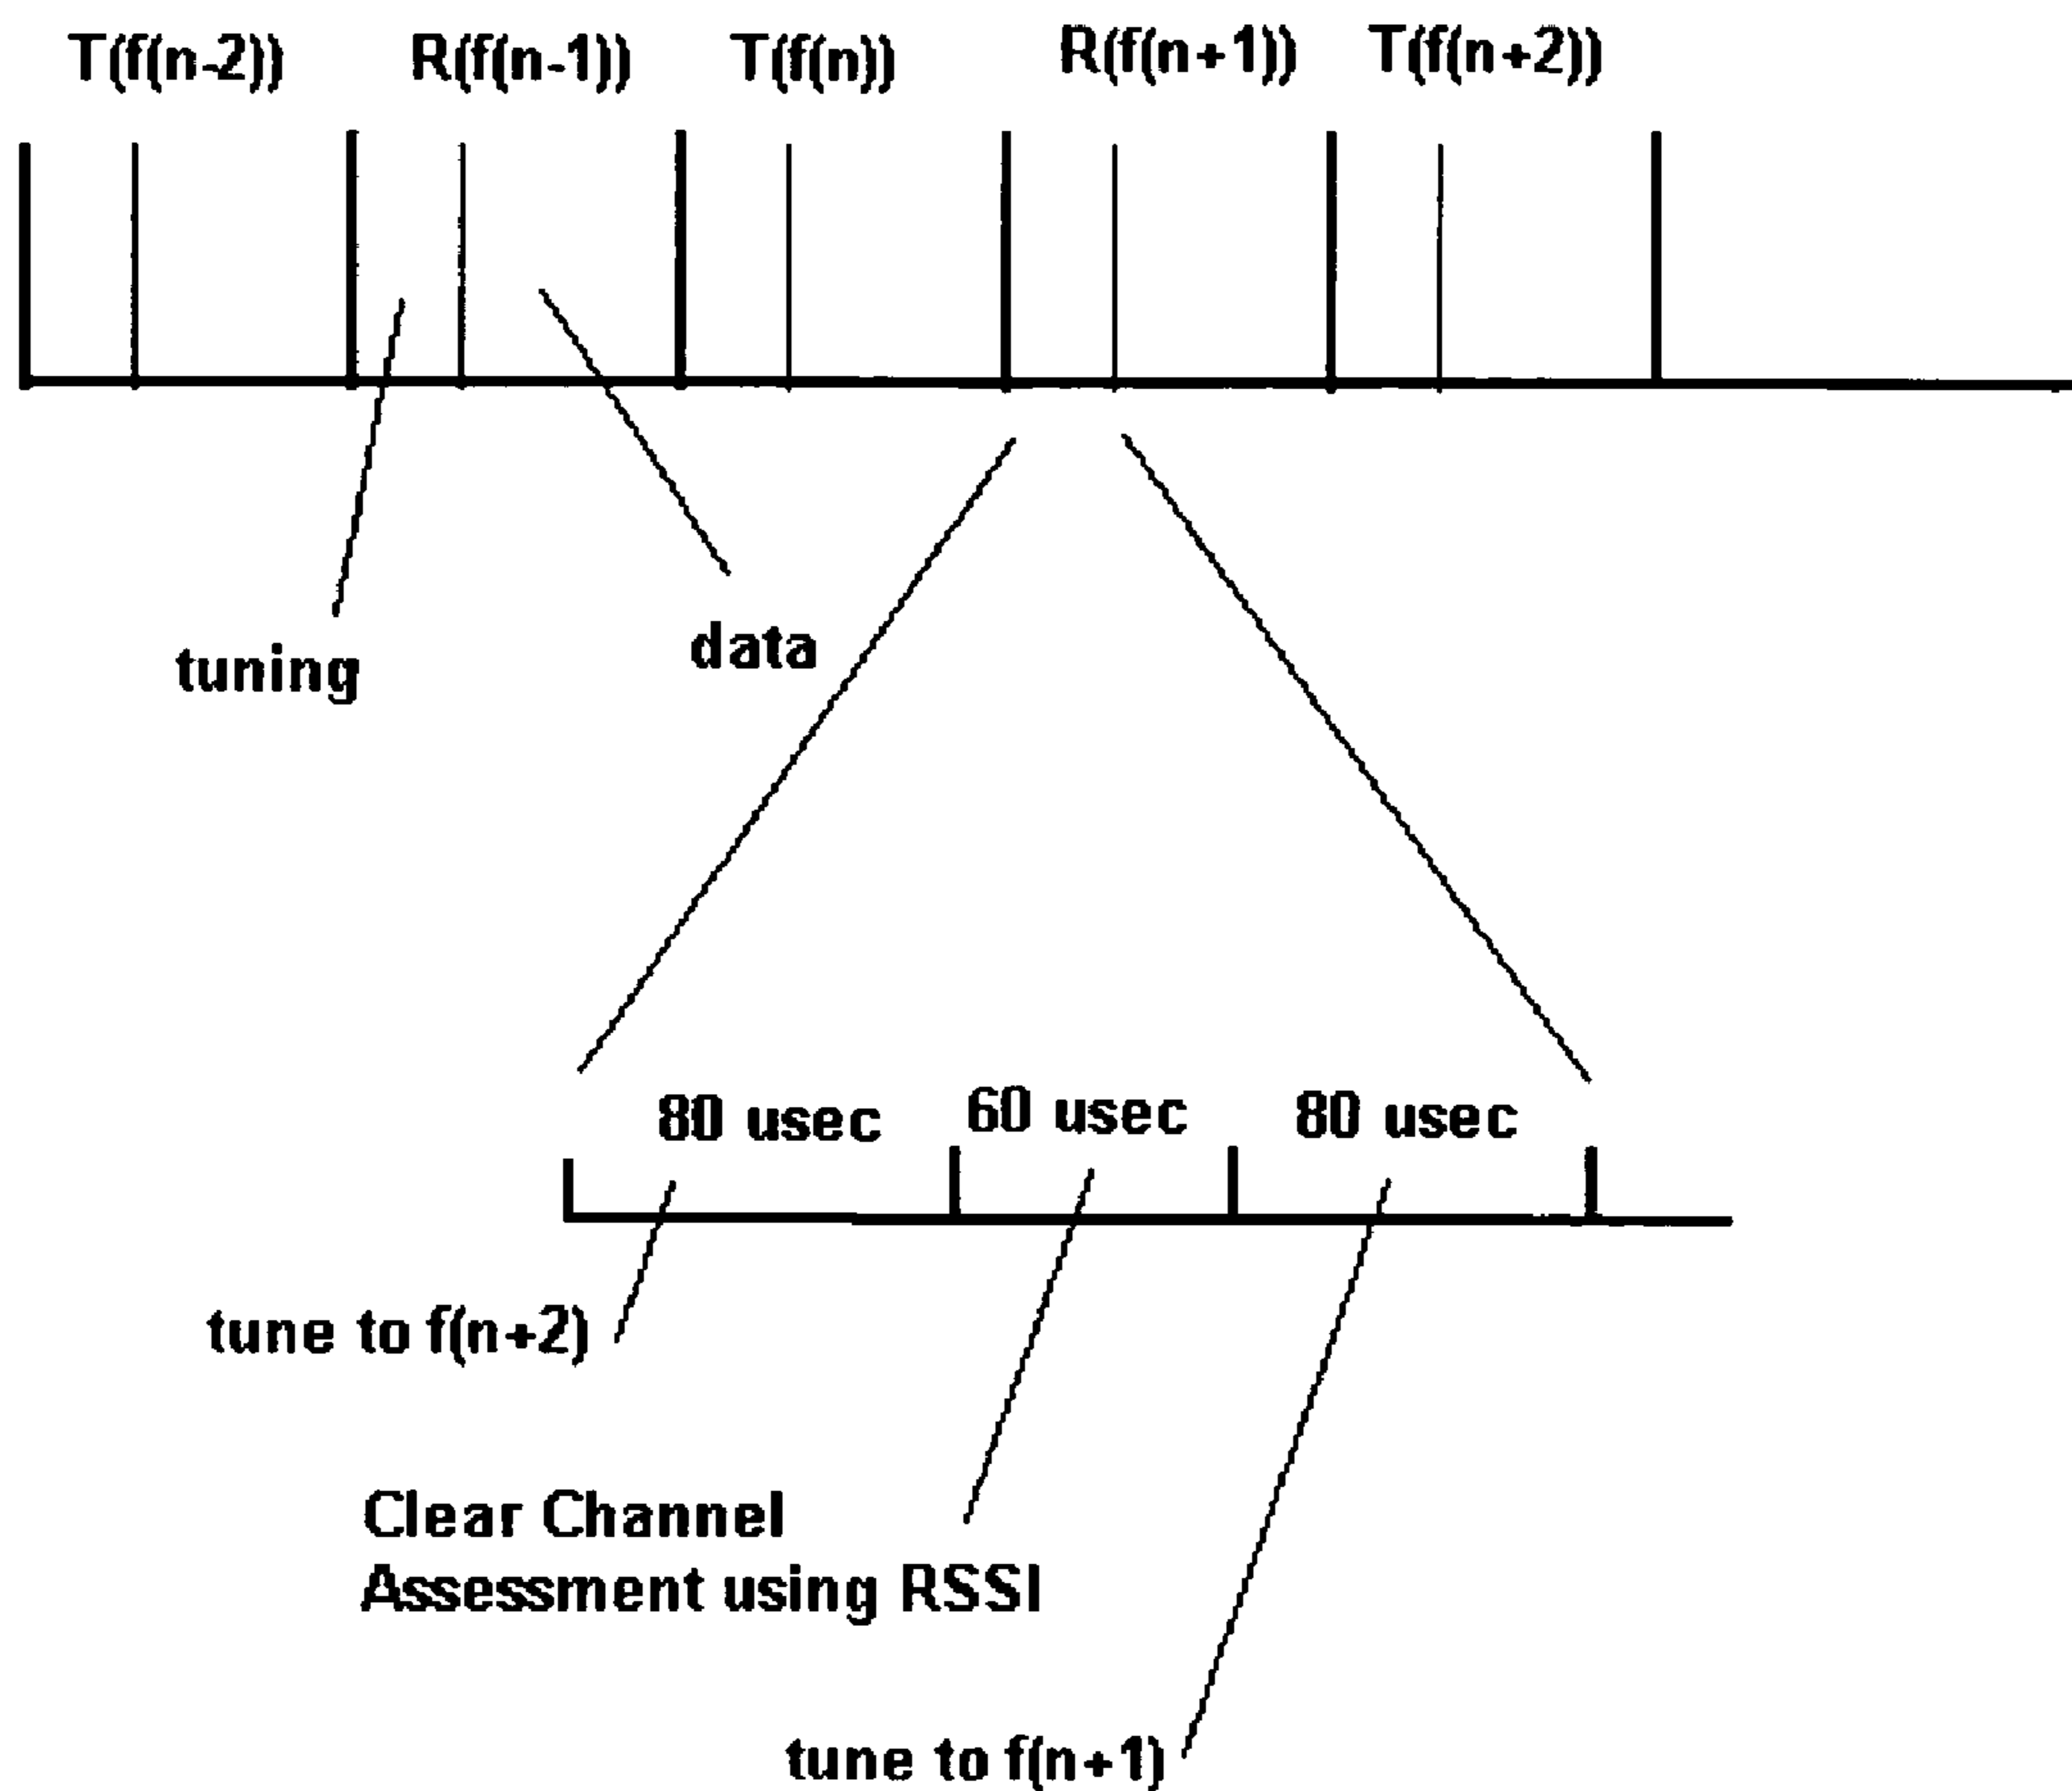 T(f(n-2)) R(f(n-1)) T(f(n)) R(f(n+1)) T(f(n+2))
tuning
data
80 usec 60 usec 80 usec
tune to f(n+2)
Clear Channel
Assessment using RSSI
tune to f(n+1)